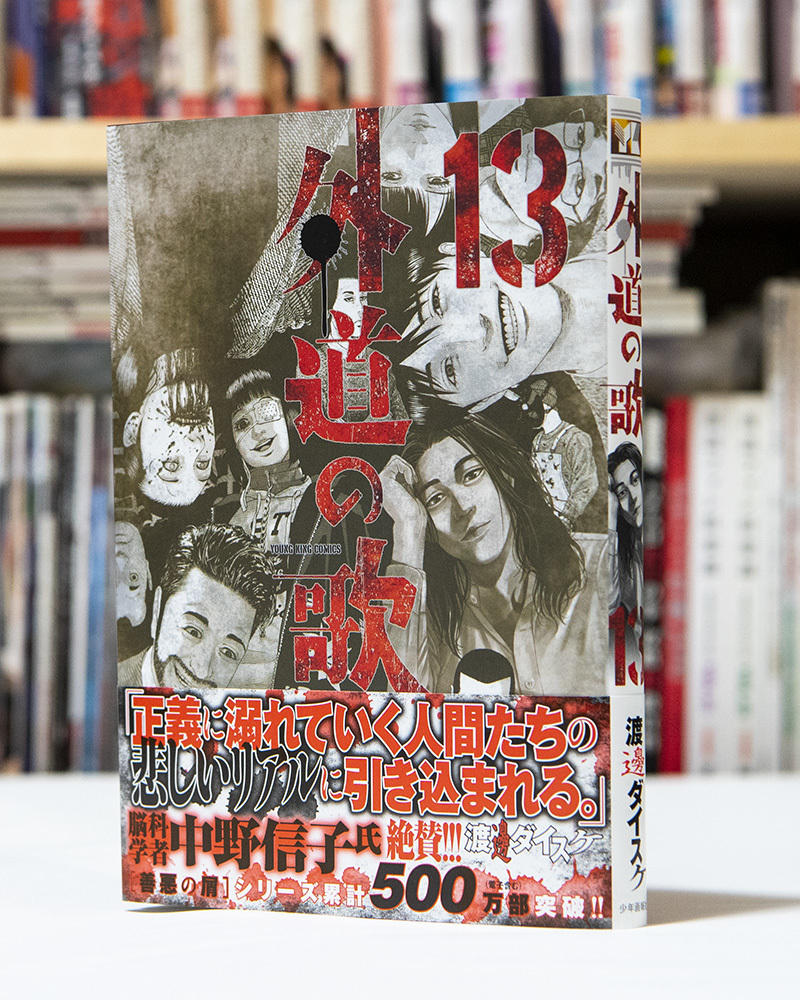 外道の歌
13
YOUNG KING COMICS
T
「正義に溺れていく人間たちの
悲しいリアルに引き込まれる。」
脳科学者 中野信子氏 絶賛!!! 渡邊ダイスケ
[善悪の屑]シリーズ累計500万部突破!!
(電子含む)
外道の歌
13
渡邊ダイスケ
少年画報社